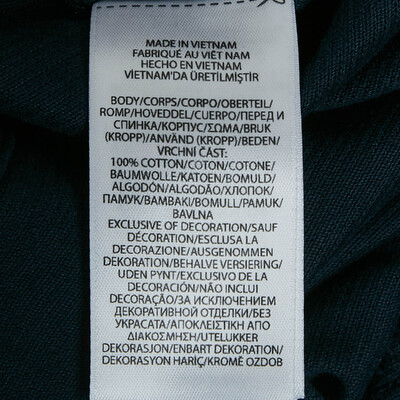 MADE IN VIETNAM
FABRIQUÉ AU VIÊT NAM
HECHO EN VIETNAM
VİETNAM'DA ÜRETİLMİŞTİR
BODY/CORPS/CORPO/OBERTEIL/
ROMP/HOVEDDEL/CUERPO/ПЕРЕД И
СПИНКА/КОРПУС/ΣΩΜΑ/BRUK
(KROPP)/ANVÄND (KROPP)/BEDEN/
VRCHNÍ ČÁST:
100% COTTON/COTON/COTONE/
BAUMWOLLE/KATOEN/BOMULD/
ALGODÓN/ALGODÃO/ХЛОПОК/
ПАМУК/ΒΑΜΒΑΚΙ/BOMULL/PAMUK/
BAVLNA
EXCLUSIVE OF DECORATION/SAUF
DÉCORATION/ESCLUSA LA
DECORAZIONE/AUSGENOMMEN
DEKORATION/BEHALVE VERSIERING/
UDEN PYNT/EXCLUSIVO DE LA
DECORACIÓN/NÃO INCLUI
DECORAÇÃO/ЗА ИСКЛЮЧЕНИЕМ
ДЕКОРАТИВНОЙ ОТДЕЛКИ/БЕЗ
УКРАСАТА/ΑΠΟΚΛΕΙΣΤΙΚΗ ΑΠΟ
ΔΙΑΚΟΣΜΗΣΗ/UTELUKKER
DEKORASJON/ENBART DEKORATION/
DEKORASYON HARİÇ/KROMĚ OZDOB